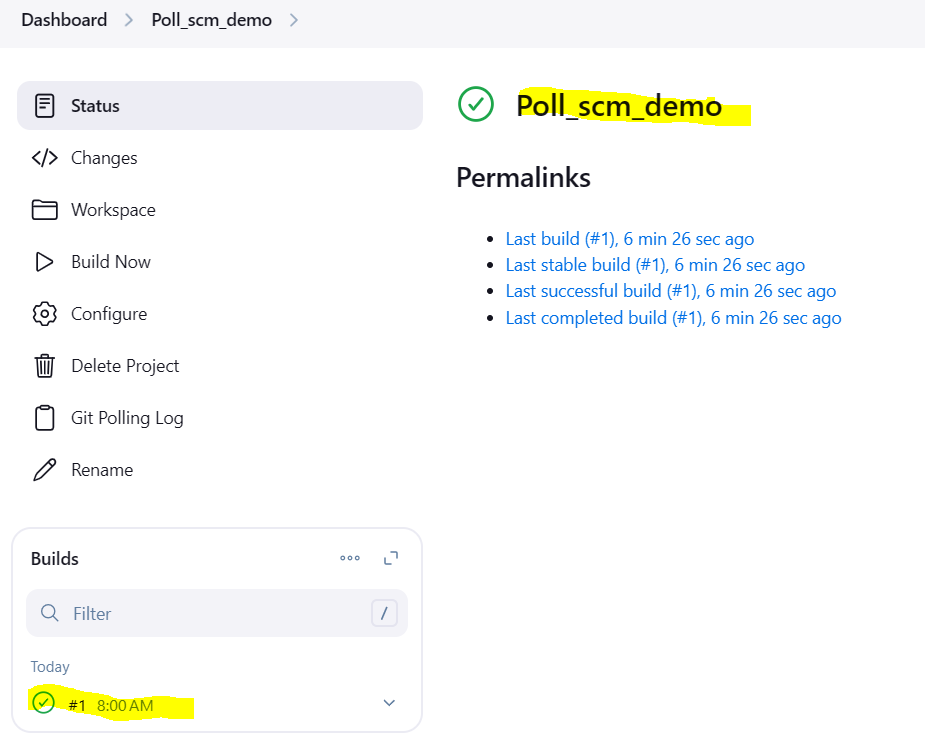 Dashboard > Poll_scm_demo >
Status
Changes
Workspace
Build Now
Configure
Delete Project
Git Polling Log
Rename
Poll_scm_demo
Permalinks
Last build (#1), 6 min 26 sec ago
Last stable build (#1), 6 min 26 sec ago
Last successful build (#1), 6 min 26 sec ago
Last completed build (#1), 6 min 26 sec ago
Builds
Filter /
Today
#1 8:00 AM